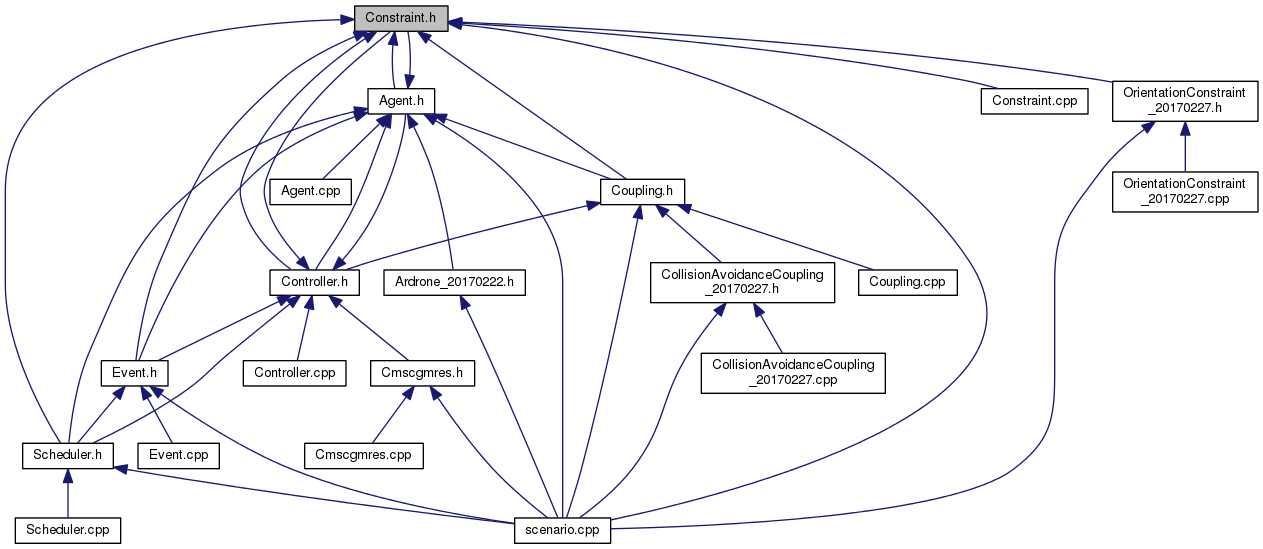 Constraint.h
Agent.h
Constraint.cpp
OrientationConstraint
_20170227.h
Agent.cpp
Coupling.h
OrientationConstraint
_20170227.cpp
Controller.h
Ardrone_20170222.h
CollisionAvoidanceCoupling
_20170227.h
Coupling.cpp
Event.h
Controller.cpp
Cmscgmres.h
CollisionAvoidanceCoupling
_20170227.cpp
Scheduler.h
Event.cpp
Cmscgmres.cpp
Scheduler.cpp
scenario.cpp